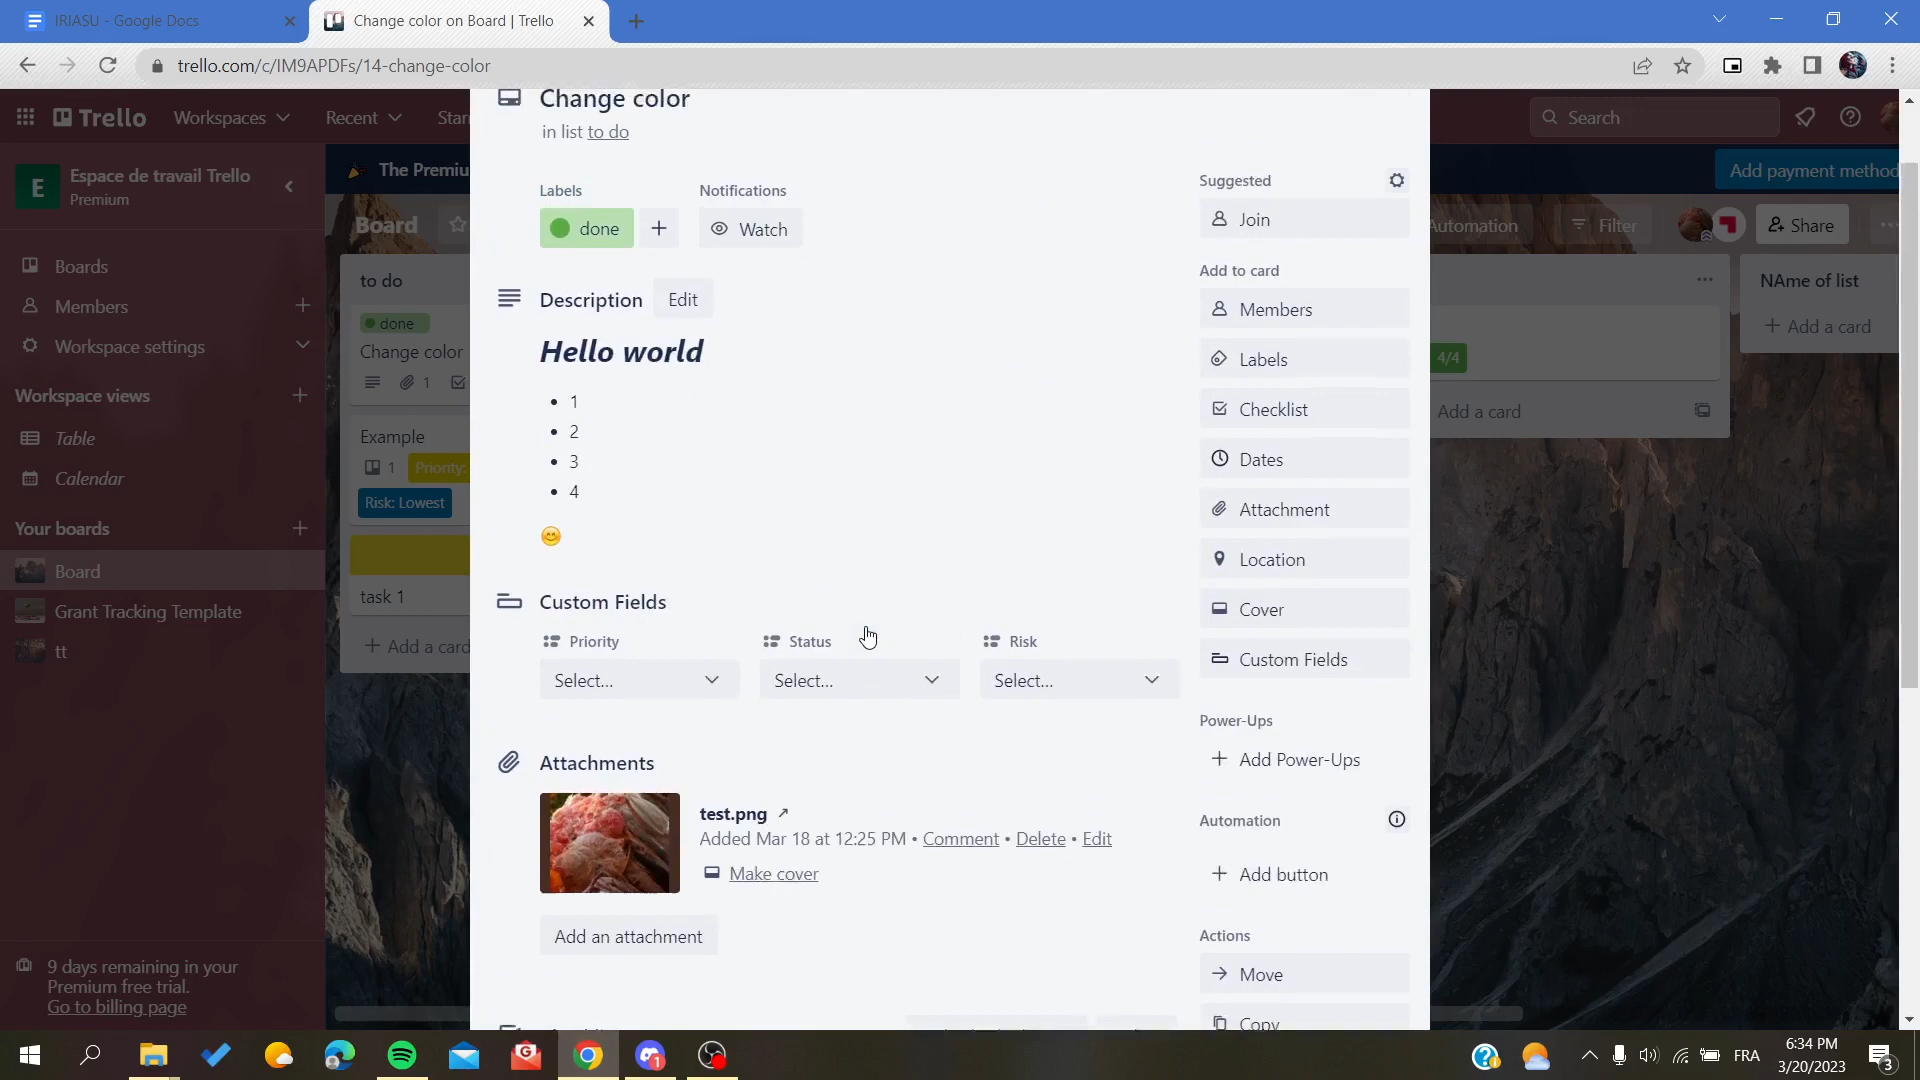 IRIASU - Google Docs
Change color on Board | Trello
trello.com/c/IM9APDFs/14-change-color
Trello
Workspaces
Recent
Search
Espace de travail Trello
Premium
The Premiu
Add payment method
Board
Automation
Filter
Share
Boards
Members
Workspace settings
Workspace views
Table
Calendar
Your boards
Board
Grant Tracking Template
tt
9 days remaining in your
Premium free trial.
Go to billing page
to do
done
Change color
1
Example
1
Priority:
Risk: Lowest
task 1
Add a card
Change color
in list to do
Labels
Notifications
done
Watch
Description
Edit
Hello world
1
2
3
4
Custom Fields
Priority
Status
Risk
Select...
Select...
Select...
Attachments
test.png
Added Mar 18 at 12:25 PM • Comment • Delete • Edit
Make cover
Add an attachment
Suggested
Join
Add to card
Members
Labels
Checklist
Dates
Attachment
Location
Cover
Custom Fields
Power-Ups
Add Power-Ups
Automation
Add button
Actions
Move
Copy
4/4
Add a card
NAme of list
Add a card
FRA
6:34 PM
3/20/2023
3
E
1